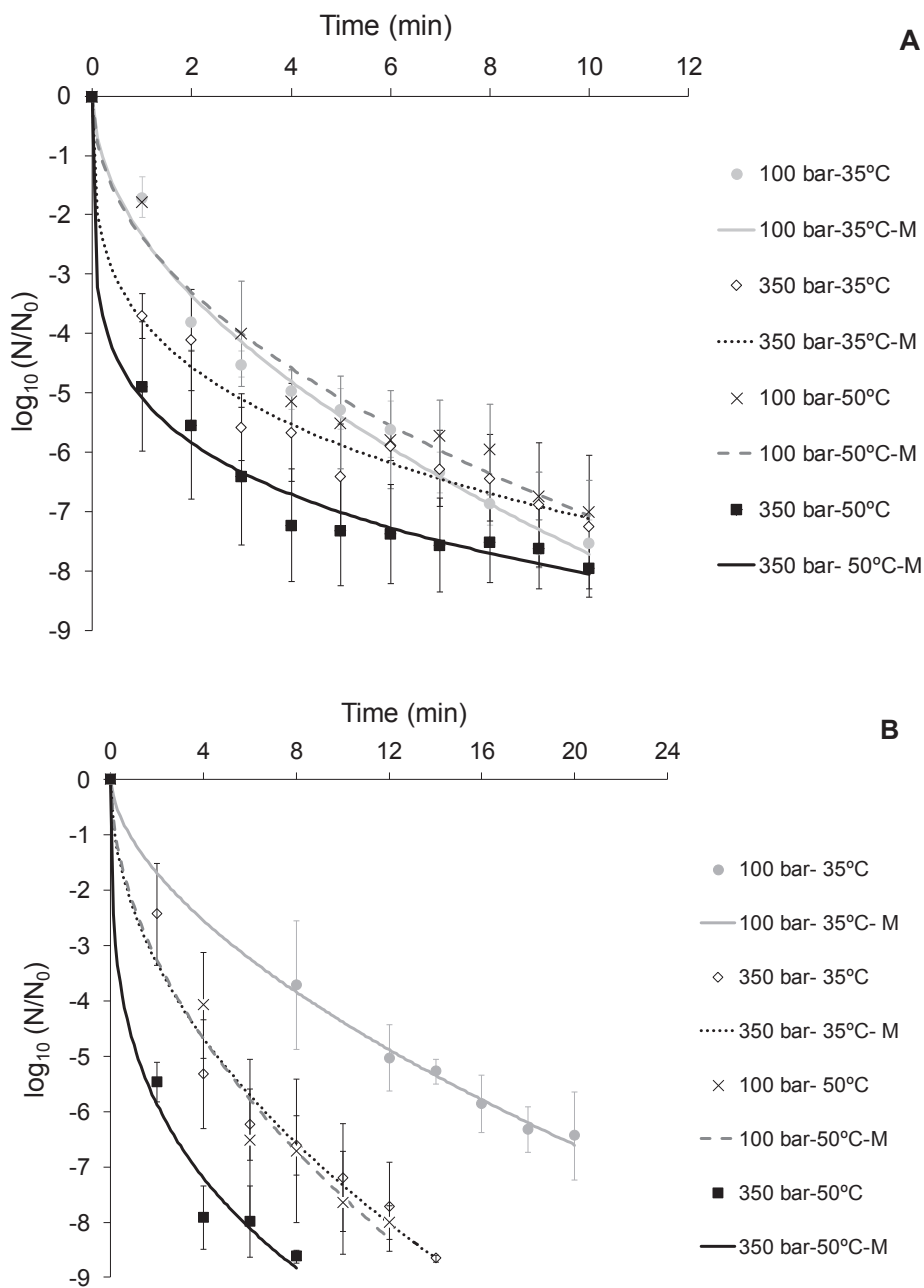 Time (min)
A
0 2 4 6 8 10 12
0
-1
-2
-3
-4
-5
-6
-7
-8
-9
log₁₀ (N/N₀)
100 bar-35ºC
100 bar-35ºC-M
350 bar-35ºC
350 bar-35ºC-M
100 bar-50ºC
100 bar-50ºC-M
350 bar-50ºC
350 bar- 50ºC-M
Time (min)
B
0 4 8 12 16 20 24
0
-1
-2
-3
-4
-5
-6
-7
-8
-9
log₁₀ (N/N₀)
100 bar- 35ºC
100 bar- 35ºC- M
350 bar- 35ºC
350 bar- 35ºC- M
100 bar- 50ºC
100 bar-50ºC-M
350 bar-50ºC
350 bar-50ºC-M